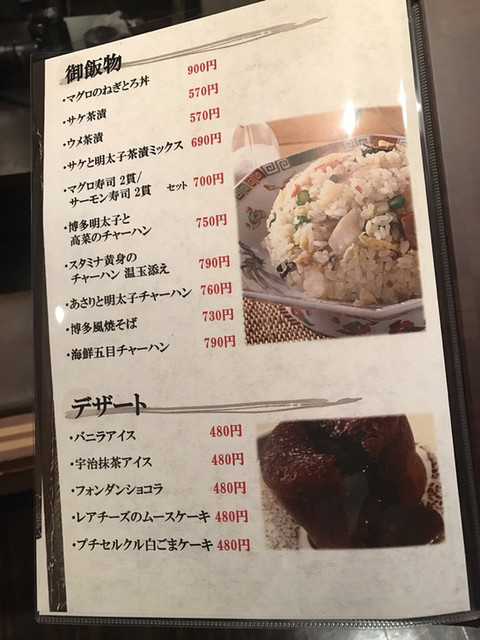 御飯物
・マグロのねぎとろ丼 900円
・サケ茶漬 570円
・ウメ茶漬 570円
・サケと明太子茶漬ミックス 690円
・マグロ寿司 2貫/
サーモン寿司 2貫 セット 700円
・博多明太子と
高菜のチャーハン 750円
・スタミナ黄身の
チャーハン 温玉添え 790円
・あさりと明太子チャーハン 760円
・博多風焼そば 730円
・海鮮五目チャーハン 790円
デザート
・バニラアイス 480円
・宇治抹茶アイス 480円
・フォンダンショコラ 480円
・レアチーズのムースケーキ 480円
・プチセルクル白ごまケーキ 480円